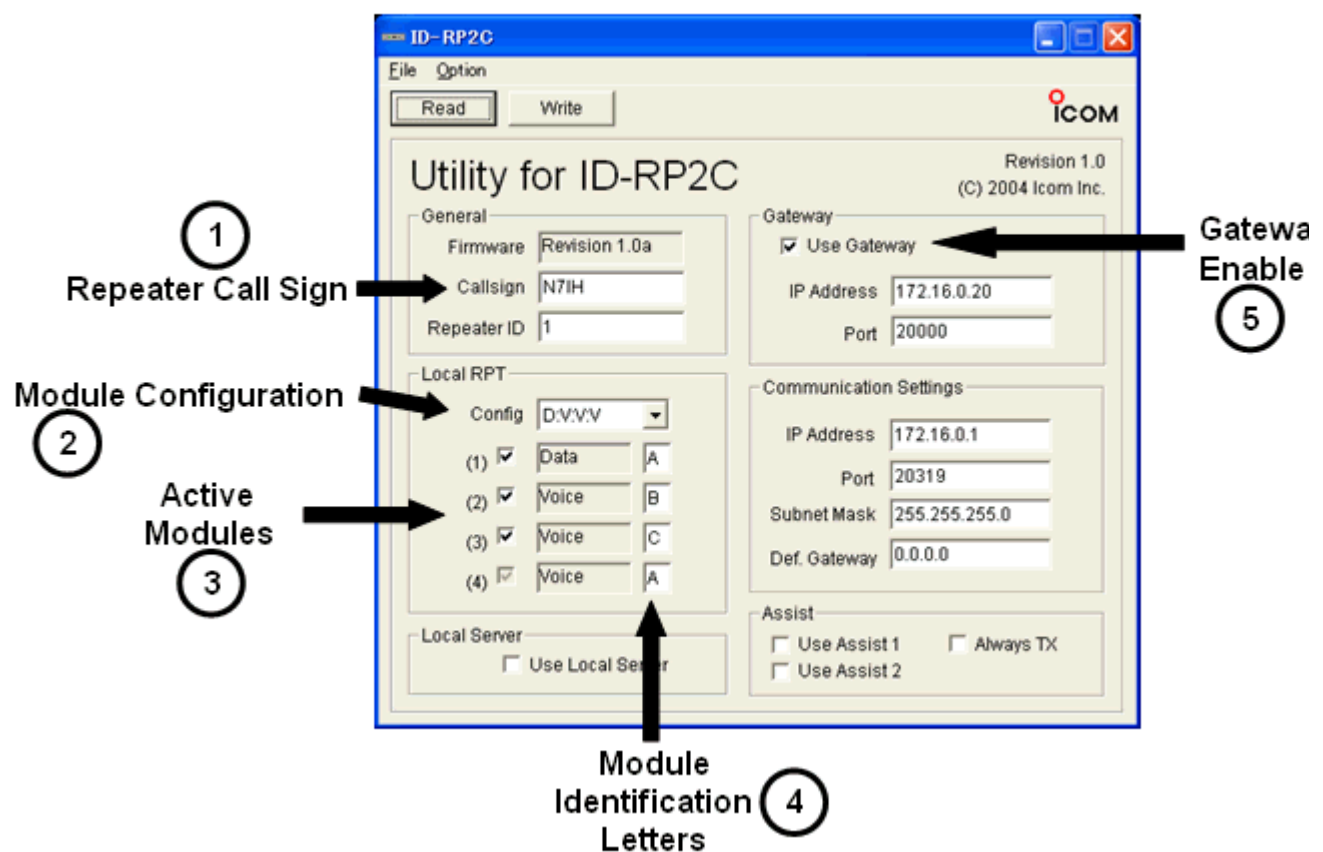 ID-RP2C
File Option
Read Write
ICOM
Utility for ID-RP2C
Revision 1.0
(C) 2004 Icom Inc.
General
Firmware Revision 1.0a
Callsign N7IH
Repeater ID 1
Gateway
Use Gateway
IP Address 172.16.0.20
Port 20000
Local RPT
Config D:V:V:V
(1) Data A
(2) Voice B
(3) Voice C
(4) Voice A
Communication Settings
IP Address 172.16.0.1
Port 20319
Subnet Mask 255.255.255.0
Def. Gateway 0.0.0.0
Local Server
Use Local Server
Assist
Use Assist 1 Always TX
Use Assist 2
1
Repeater Call Sign
Module Configuration
2
Active
Modules
3
Module
Identification
Letters
4
Gatewa
Enable
5